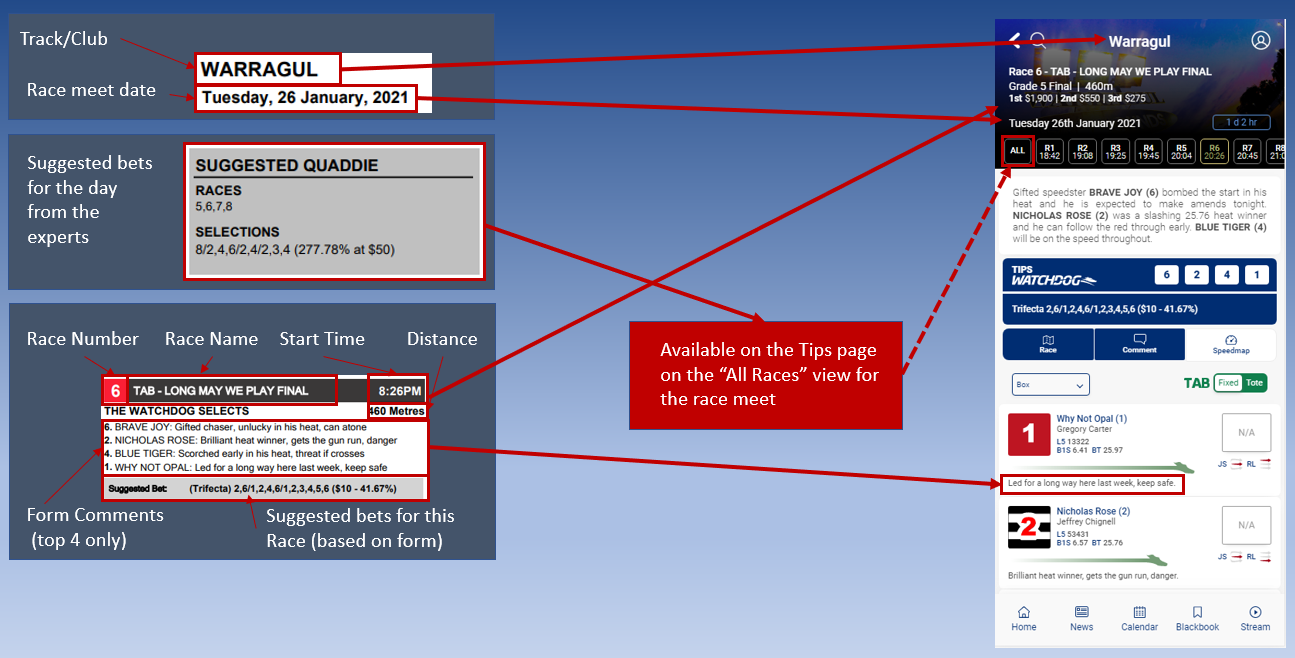 Track/Club
WARRAGUL
Race meet date
Tuesday, 26 January, 2021
Suggested bets
for the day
from the
experts
SUGGESTED QUADDIE
RACES
5,6,7,8
SELECTIONS
8/2,4,6/2,4/2,3,4 (277.78% at $50)
Race Number
Race Name
Start Time
Distance
6 TAB - LONG MAY WE PLAY FINAL 8:26PM
THE WATCHDOG SELECTS 460 Metres
6. BRAVE JOY: Gifted chaser, unlucky in his heat, can atone
2. NICHOLAS ROSE: Brilliant heat winner, gets the gun run, danger
4. BLUE TIGER: Scorched early in his heat, threat if crosses
1. WHY NOT OPAL: Led for a long way here last week, keep safe
Suggested Bet: (Trifecta) 2,6/1,2,4,6/1,2,3,4,5,6 ($10 - 41.67%)
Form Comments
(top 4 only)
Suggested bets for this
Race (based on form)
Available on the Tips page
on the “All Races” view for
the race meet
Warragul
Race 6 - TAB - LONG MAY WE PLAY FINAL
Grade 5 Final | 460m
1st $1,900 | 2nd $550 | 3rd $275
Tuesday 26th January 2021
1 d 2 hr
ALL
R1
18:42
R2
19:08
R3
19:25
R4
19:45
R5
20:04
R6
20:26
R7
20:45
R8
Gifted speedster BRAVE JOY (6) bombed the start in his
heat and he is expected to make amends tonight.
NICHOLAS ROSE (2) was a slashing 25.76 heat winner
and he can follow the red through early. BLUE TIGER (4)
will be on the speed throughout.
TIPS
WATCHDOG
6 2 4 1
Trifecta 2,6/1,2,4,6/1,2,3,4,5,6 ($10 - 41.67%)
Race
Comment
Speedmap
Box
TAB Fixed Tote
1
Why Not Opal (1)
Gregory Carter
L5 13322
B1S 6.41 BT 25.97
N/A
JS RL
Led for a long way here last week, keep safe.
2
Nicholas Rose (2)
Jeffrey Chignell
L5 53431
B1S 6.57 BT 25.76
N/A
JS RL
Brilliant heat winner, gets the gun run, danger.
Home
News
Calendar
Blackbook
Stream